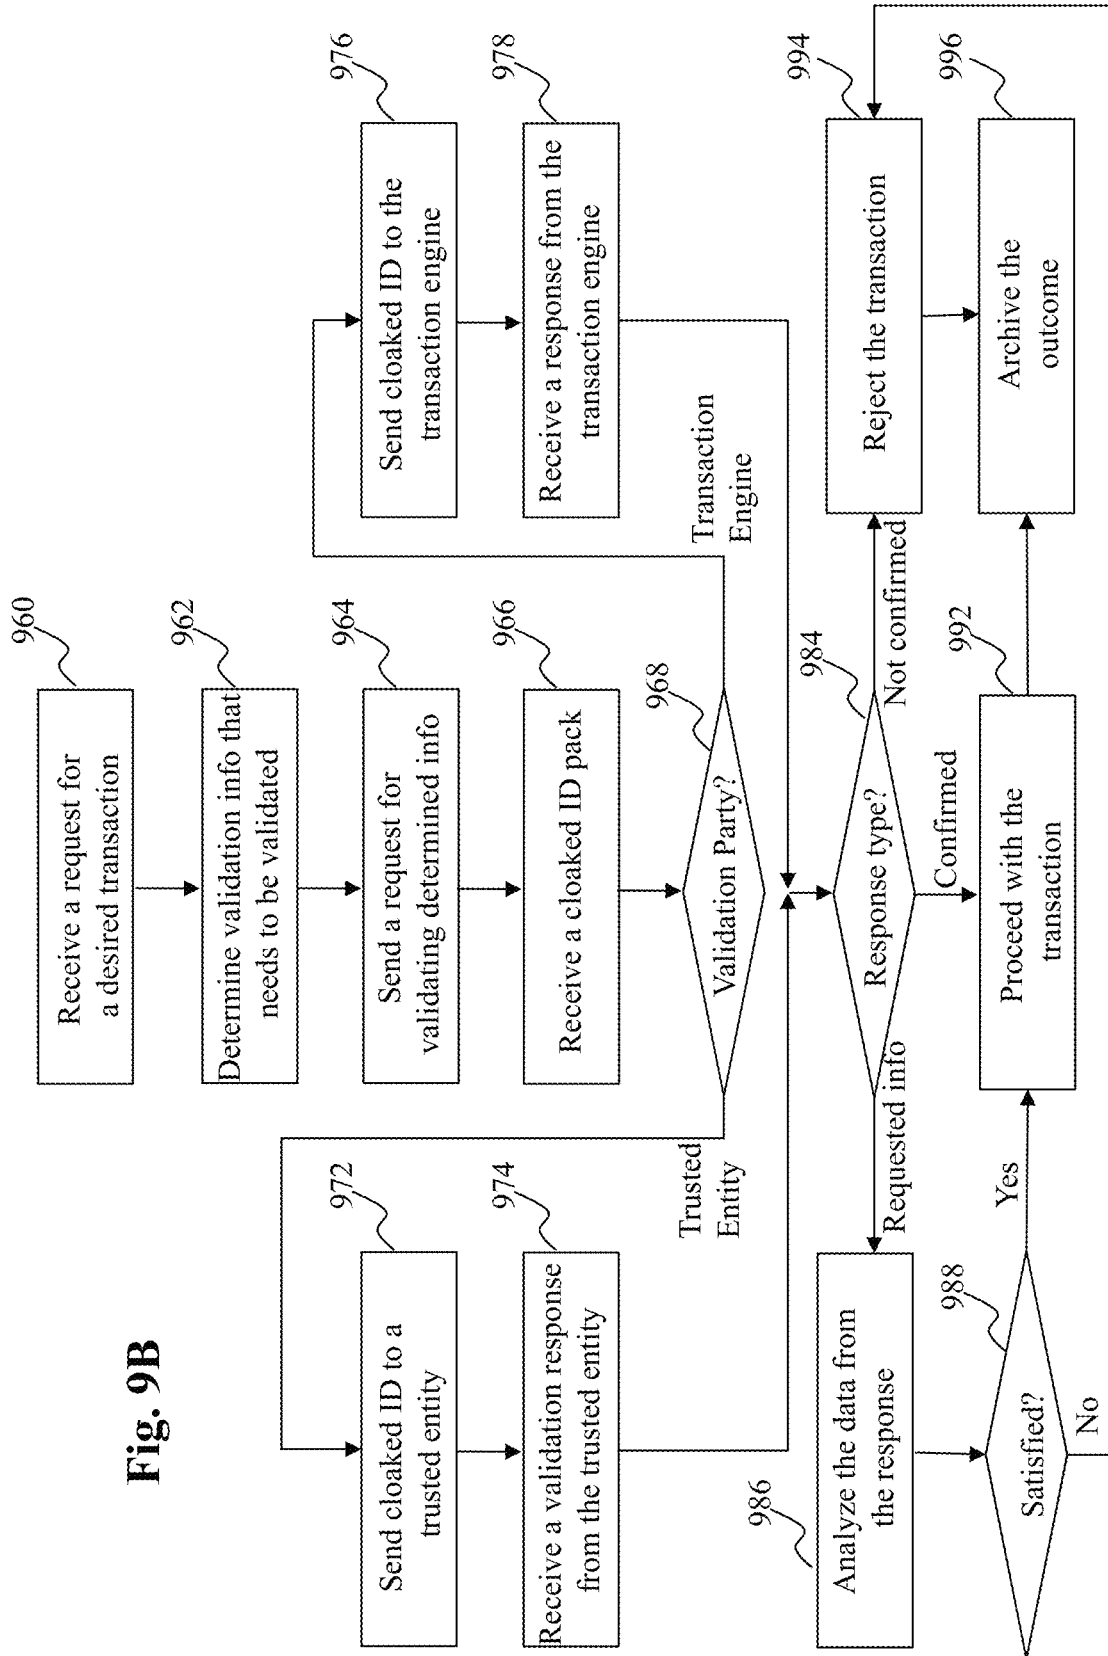 Fig. 9B
960
Receive a request for
a desired transaction
962
Determine validation info that
needs to be validated
964
Send a request for
validating determined info
966
Receive a cloaked ID pack
968
Validation Party?
Trusted
Entity
Transaction
Engine
972
Send cloaked ID to a
trusted entity
974
Receive a validation response
from the trusted entity
976
Send cloaked ID to the
transaction engine
978
Receive a response from the
transaction engine
984
Response type?
Requested info
Confirmed
Not confirmed
986
Analyze the data from
the response
988
Satisfied?
Yes
No
992
Proceed with the
transaction
994
Reject the transaction
996
Archive the
outcome